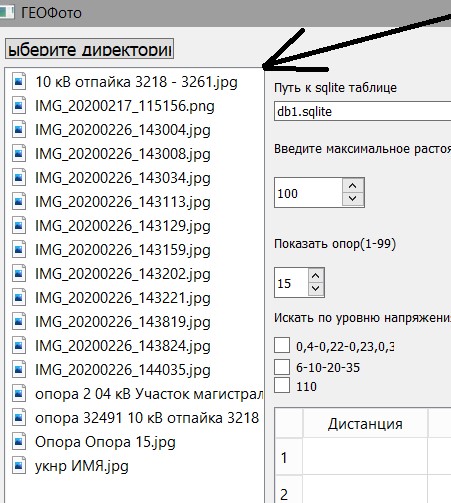 ГЕОФото
ыберите директорию
10 кВ отпайка 3218 - 3261.jpg
IMG_20200217_115156.png
IMG_20200226_143004.jpg
IMG_20200226_143008.jpg
IMG_20200226_143034.jpg
IMG_20200226_143113.jpg
IMG_20200226_143129.jpg
IMG_20200226_143159.jpg
IMG_20200226_143202.jpg
IMG_20200226_143221.jpg
IMG_20200226_143819.jpg
IMG_20200226_143824.jpg
IMG_20200226_144035.jpg
опора 2 04 кВ Участок магистрал
опора 32491 10 кВ отпайка 3218
Опора Опора 15.jpg
укнр ИМЯ.jpg
Путь к sqlite таблице
db1.sqlite
Введите максимальное растоя
100
Показать опор(1-99)
15
Искать по уровню напряжения
0,4-0,22-0,23,0,3
6-10-20-35
110
Дистанция
1
2